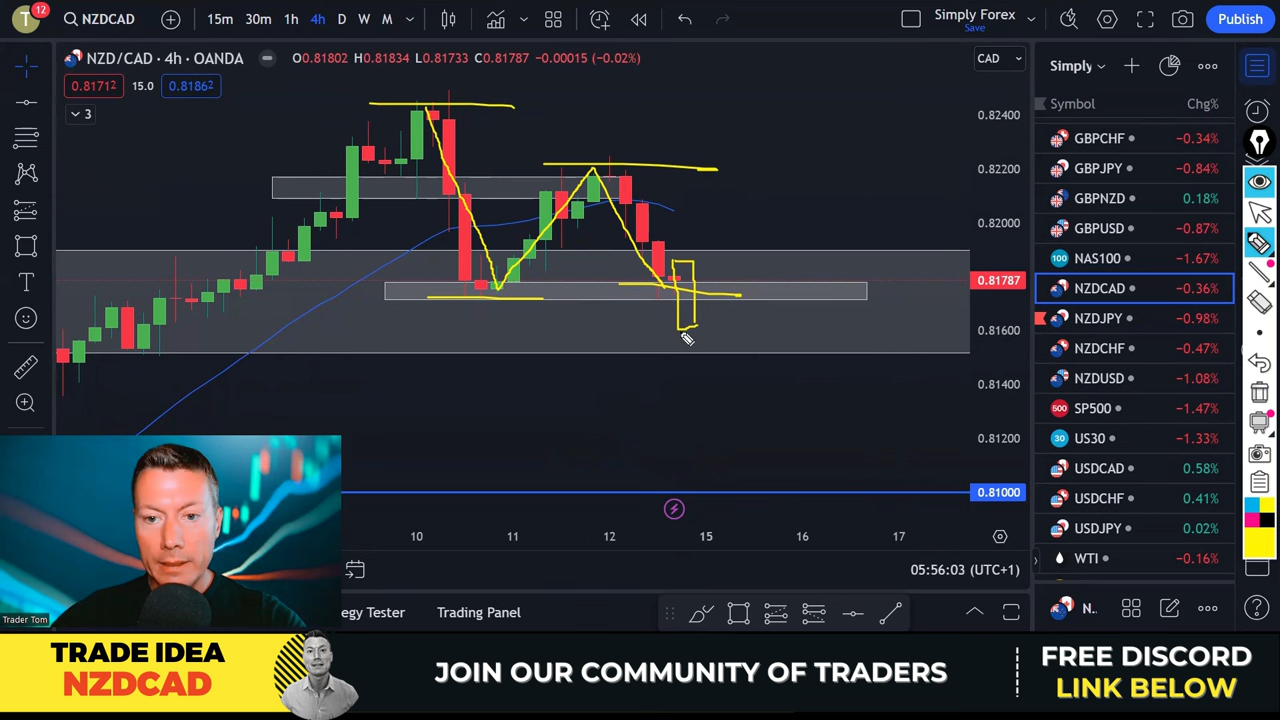 T
12
NZDCAD
15m 30m 1h 4h D W M
Simply Forex
Save
Publish
NZD/CAD · 4h · OANDA
O0.81802 H0.81834 L0.81733 C0.81787 −0.00015 (−0.02%)
0.81712 15.0 0.81862
3
CAD
0.82400
0.82200
0.82000
0.81787
0.81600
0.81400
0.81200
0.81000
10 11 12 15 16 17
05:56:03 (UTC+1)
egy Tester Trading Panel
Simply
Symbol Chg%
GBPCHF −0.34%
GBPJPY −0.84%
GBPNZD 0.18%
GBPUSD −0.87%
100 NAS100 −1.67%
NZDCAD −0.36%
NZDJPY −0.98%
NZDCHF −0.47%
NZDUSD −1.08%
500 SP500 −1.47%
30 US30 −1.33%
USDCAD 0.58%
USDCHF 0.41%
USDJPY 0.02%
WTI −0.16%
N..
Trader Tom
TRADE IDEA
NZDCAD
JOIN OUR COMMUNITY OF TRADERS
FREE DISCORD
LINK BELOW